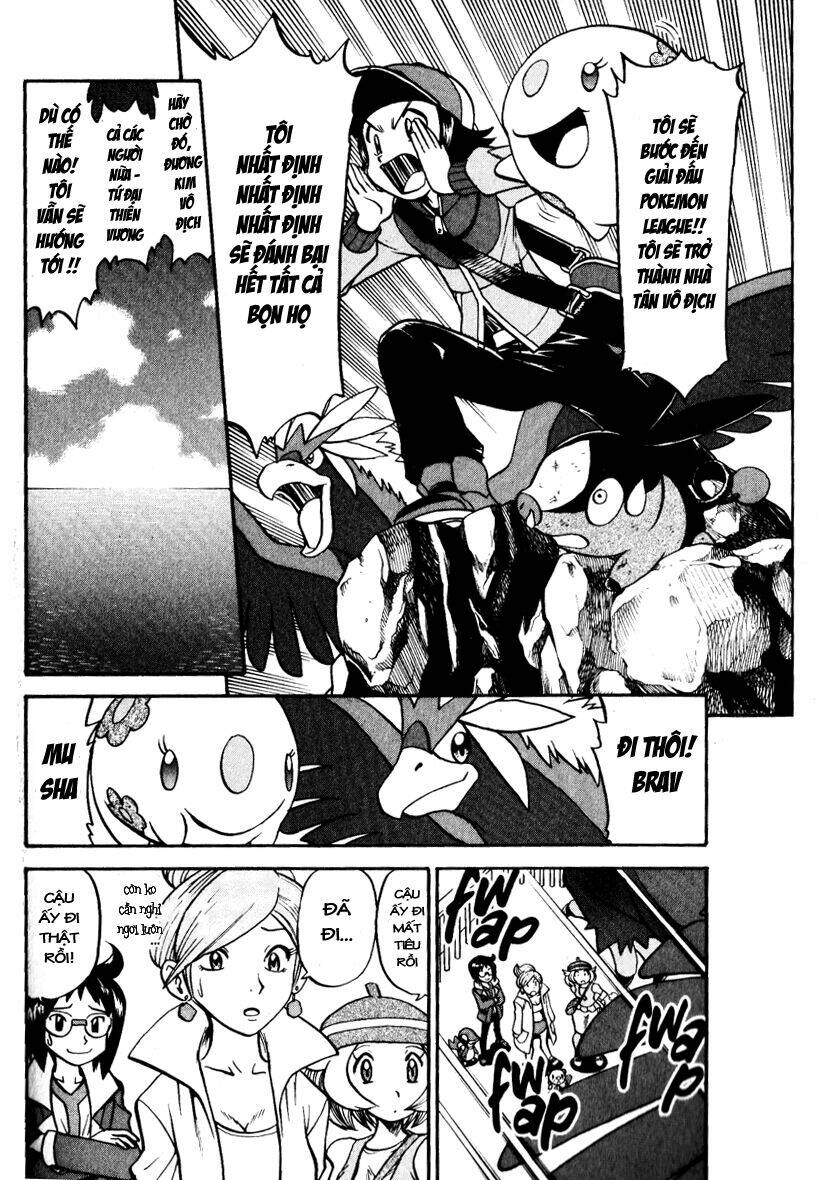 TÔI SẼ
BƯỚC ĐẾN
GIẢI ĐẤU
POKEMON
LEAGUE!!
TÔI SẼ TRỞ
THÀNH NHÀ
TÂN VÔ ĐỊCH
TÔI
NHẤT ĐỊNH
NHẤT ĐỊNH
NHẤT ĐỊNH
SẼ ĐÁNH BẠI
HẾT TẤT CẢ
BỌN HỌ
HÃY CHỜ
ĐÓ,
ĐƯƠNG
KIM
VÔ
ĐỊCH
CẢ CÁC
NGƯỜI
NỮA -
TỨ ĐẠI
THIÊN
VƯƠNG
DÙ CÓ
THẾ
NÀO!
TÔI
VẪN SẼ
HƯỚNG
TỚI !!
ĐI THÔI!
BRAV
MU
SHA
FWAP
FWAP
FWAP
CẬU
ẤY ĐI
MẤT
TIÊU
RỒI
ĐÃ
ĐI...
còn ko
cần nghỉ
ngơi luôn
...
CẬU
ẤY ĐI
THẬT
RỒI!